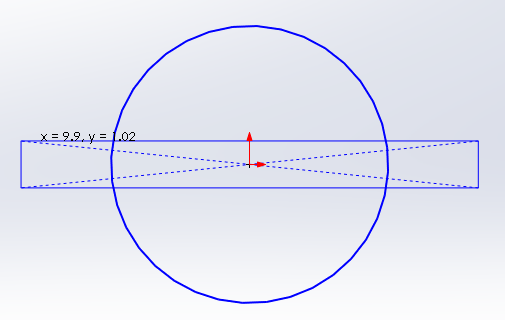 x = 9.9, y = 1.02